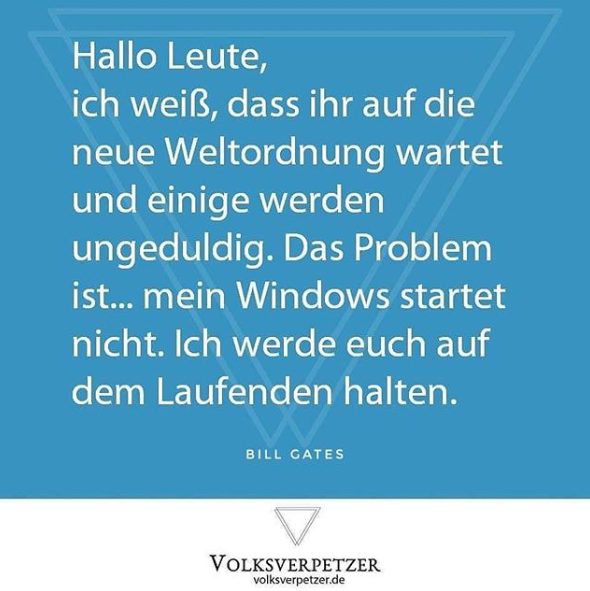 Hallo Leute,
ich weiß, dass ihr auf die
neue Weltordnung wartet
und einige werden
ungeduldig. Das Problem
ist... mein Windows startet
nicht. Ich werde euch auf
dem Laufenden halten.
BILL GATES
VOLKSVERPETZER
volksverpetzer.de